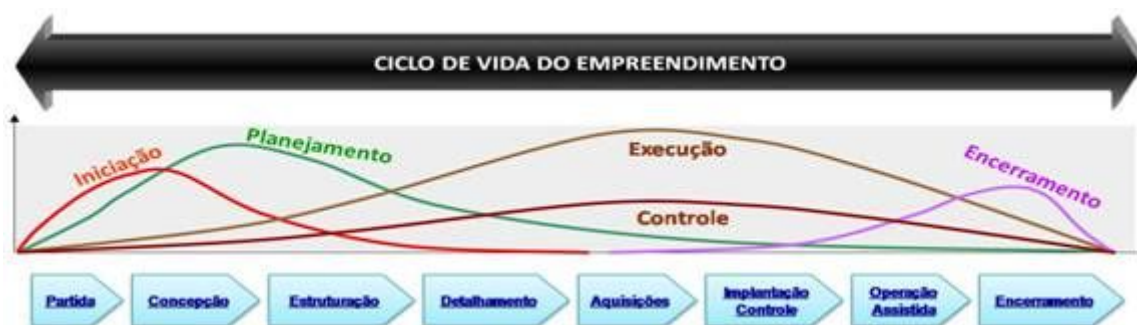 CICLO DE VIDA DO EMPREENDIMENTO
Iniciação
Planejamento
Execução
Controle
Encerramento
Partida
Concepção
Estruturação
Detalhamento
Aquisições
Implantação
Controle
Operação
Assistida
Encerramento